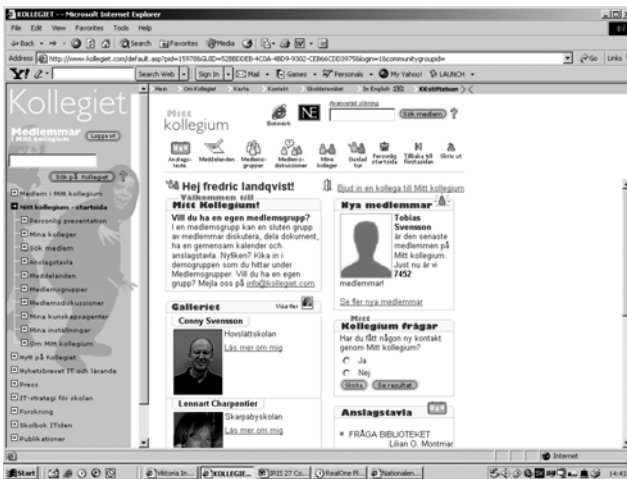 KOLLEGIET - - Microsoft Internet Explorer
File Edit View Favorites Tools Help
Back Search Favorites Media
Address http://www.kollegiet.com/default.asp?pid=1597
Go Links
Y! Search Web Sign In Mail Games Personals My Yahoo! LAUNCH
Hem Om Kollegiet Karta Kontakt In English KKstiftelsen
Kollegiet
Medlemmar
i Mitt kollegium
Logga ut
Sök på Kollegiet
Medlem i Mitt kollegium
Mitt kollegium - startsida
Personlig presentation
Mina kolleger
Sök medlem
Anslagstavla
Meddelanden
Medlemsgrupper
Medlemsdiskussioner
Mina kunskapsagenter
Mina inställningar
Om Mitt kollegium
Nytt på Kollegiet
Nyhetsbrevet IT och lärande
Press
IT-strategi för skolan
Forskning
Skolbok ITiden
Publikationer
Mitt
kollegium
Bokmärk
NE
Avancerad sökning
Sök medlem ?
Anslags-
tavla
Meddelanden
Medlems-
grupper
Medlems-
diskussioner
Mina
kolleger
Guidad
tur
Personlig
startsida
Tillbaka till
förstasidan
Skriv ut
Hej fredric landqvist!
Bjud in en kollega till Mitt kollegium
Välkommen till
Mitt Kollegium!
Vill du ha en egen medlemsgrupp?
I en medlemsgrupp kan en sluten grupp
av medlemmar diskutera, dela dokument,
ha en gemensam kalender och
anslagstavla. Nyfiken? Kika in i
demogruppen som du hittar under
Medlemsgrupper. Vill du ha en egen
grupp? Mejla oss på info@kollegiet.com.
Galleriet
Visa fler
Conny Svensson
Hovslättskolan
Läs mer om mig
Lennart Charpentier
Skarpabyskolan
Läs mer om mig
Nya medlemmar
Tobias
Svensson
är den senaste
medlemmen på
Mitt kollegium.
Just nu är vi
7452
medlemmar!
Se fler nya medlemmar
Mitt
Kollegium frågar
Har du fått någon ny kontakt
genom Mitt kollegium?
Ja
Nej
Skicka Se resultat
Anslagstavla
FRÅGA BIBLIOTEKET
Lilian O. Montmar
Internet
Start Viktoria In... KOLLEGIE... IRIS 27 Co... RealOne Pl... Nationalen... 14:43